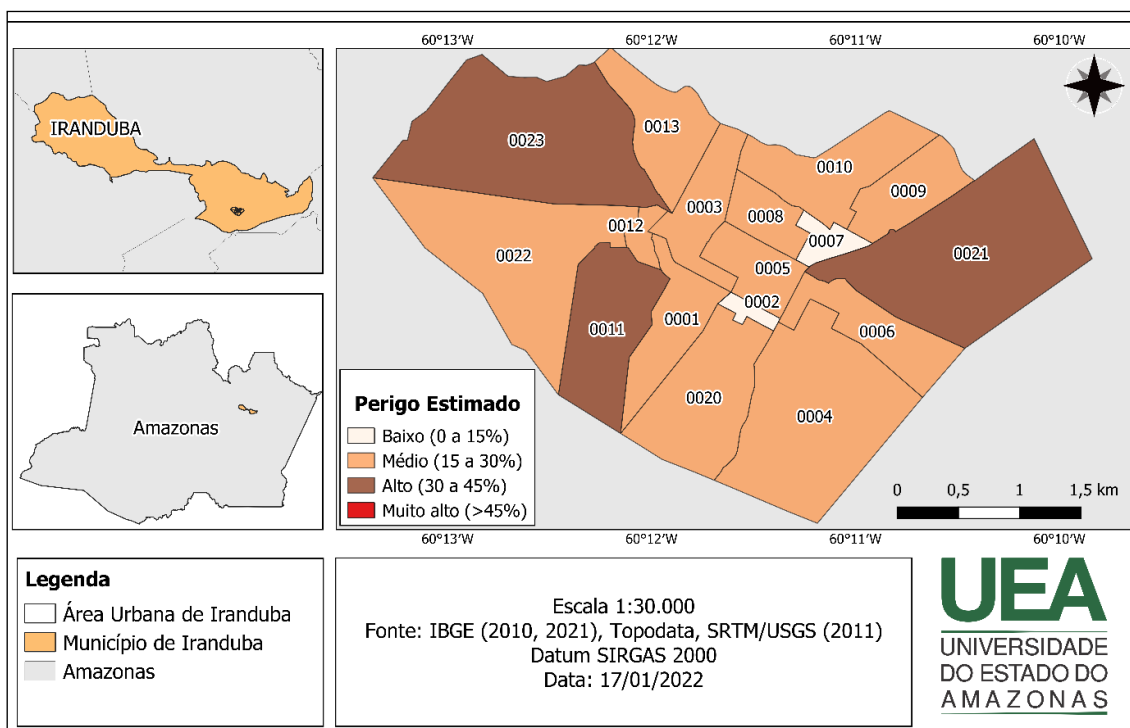 60°13'W 60°12'W 60°11'W 60°10'W
IRANDUBA
Amazonas
0023
0013
0010
0009
0003
0008
0012
0007
0022
0021
0005
0002
0001
0011
0006
0020
0004
Perigo Estimado
Baixo (0 a 15%)
Médio (15 a 30%)
Alto (30 a 45%)
Muito alto (>45%)
0 0,5 1 1,5 km
60°13'W 60°12'W 60°11'W 60°10'W
Legenda
Área Urbana de Iranduba
Município de Iranduba
Amazonas
Escala 1:30.000
Fonte: IBGE (2010, 2021), Topodata, SRTM/USGS (2011)
Datum SIRGAS 2000
Data: 17/01/2022
UEA
UNIVERSIDADE
DO ESTADO DO
AMAZONAS